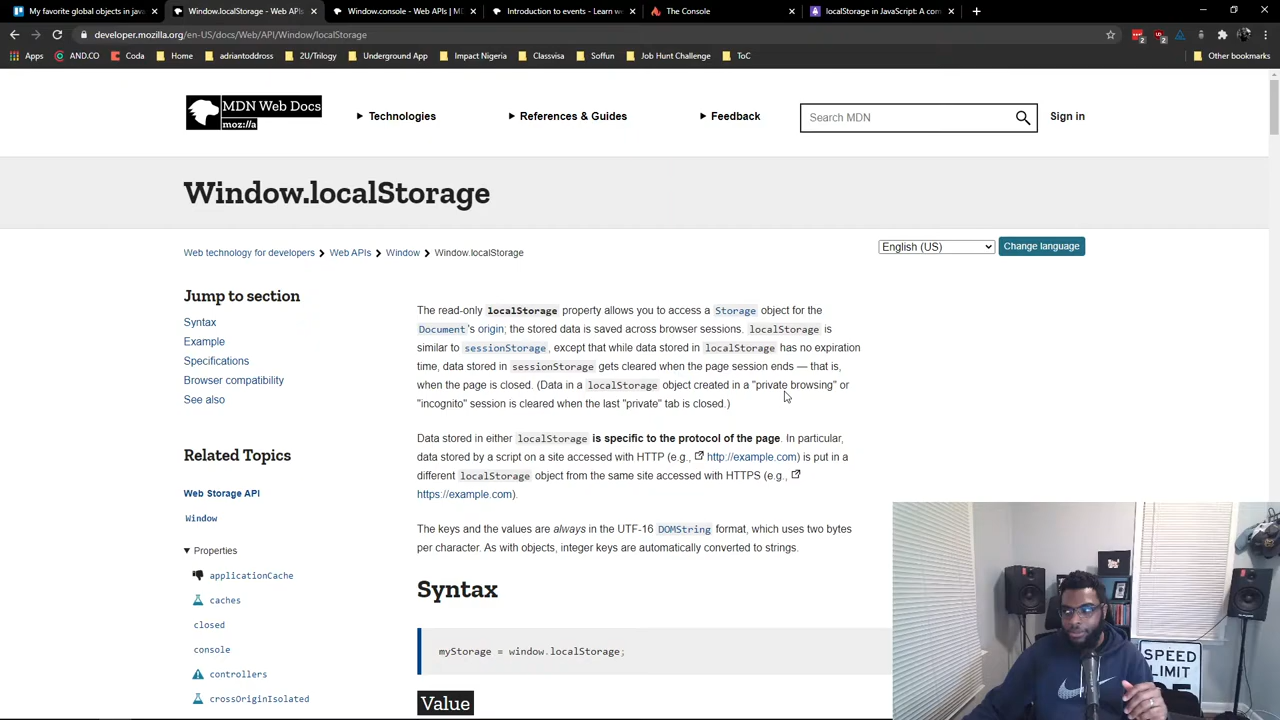 My favorite global objects in java
Window.localStorage - Web APIs
Window.console - Web APIs | M
Introduction to events - Learn w
The Console
localStorage in JavaScript: A com
developer.mozilla.org/en-US/docs/Web/API/Window/localStorage
Apps AND.CO Coda Home adriantoddross 2U/Trilogy Underground App Impact Nigeria Classvisa Soffun Job Hunt Challenge ToC Other bookmarks
MDN Web Docs
moz://a
Technologies References & Guides Feedback Search MDN Sign in
Window.localStorage
Web technology for developers Web APIs Window Window.localStorage
English (US) Change language
Jump to section
Syntax
Example
Specifications
Browser compatibility
See also
Related Topics
Web Storage API
Window
Properties
applicationCache
caches
closed
console
controllers
crossOriginIsolated
The read-only localStorage property allows you to access a Storage object for the
Document's origin; the stored data is saved across browser sessions. localStorage is
similar to sessionStorage, except that while data stored in localStorage has no expiration
time, data stored in sessionStorage gets cleared when the page session ends — that is,
when the page is closed. (Data in a localStorage object created in a "private browsing" or
"incognito" session is cleared when the last "private" tab is closed.)
Data stored in either localStorage is specific to the protocol of the page. In particular,
data stored by a script on a site accessed with HTTP (e.g., http://example.com) is put in a
different localStorage object from the same site accessed with HTTPS (e.g.,
https://example.com).
The keys and the values are always in the UTF-16 DOMString format, which uses two bytes
per character. As with objects, integer keys are automatically converted to strings.
Syntax
myStorage = window.localStorage;
Value
SPEED
LIMIT